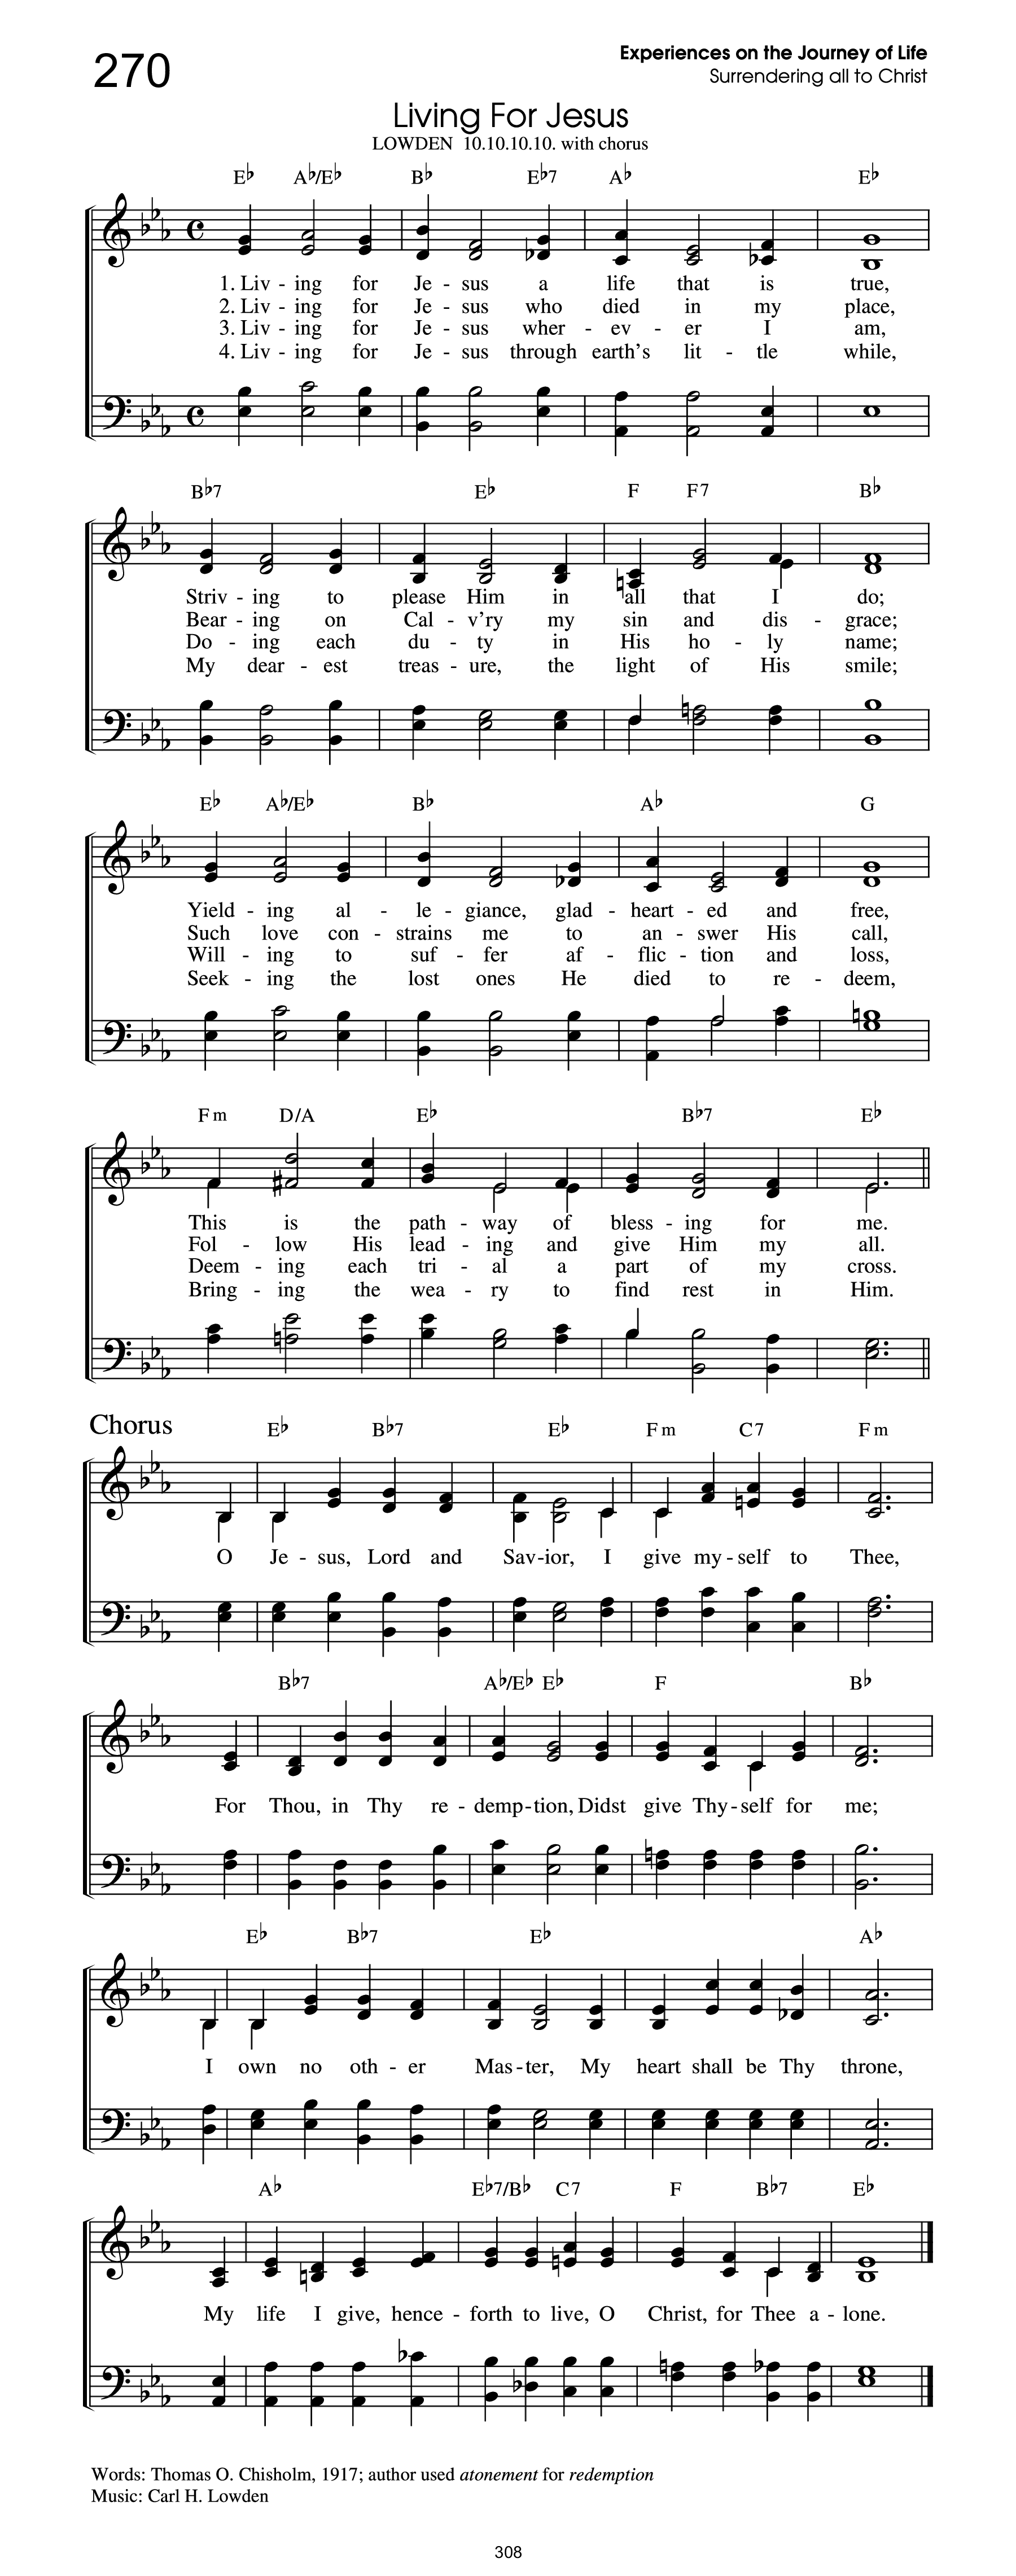 270
Experiences on the Journey of Life
Surrendering all to Christ
Living For Jesus
LOWDEN 10.10.10.10. with chorus
E♭ A♭/E♭ B♭ E♭7 A♭ E♭
1. Liv - ing for Je - sus a life that is true,
2. Liv - ing for Je - sus who died in my place,
3. Liv - ing for Je - sus wher - ev - er I am,
4. Liv - ing for Je - sus through earth's lit - tle while,
B♭7 E♭ F F7 B♭
Striv - ing to please Him in all that I do;
Bear - ing on Cal - v'ry my sin and dis - grace;
Do - ing each du - ty in His ho - ly name;
My dear - est treas - ure, the light of His smile;
E♭ A♭/E♭ B♭ A♭ G
Yield - ing al - le - giance, glad - heart - ed and free,
Such love con - strains me to an - swer His call,
Will - ing to suf - fer af - flic - tion and loss,
Seek - ing the lost ones He died to re - deem,
Fm D/A E♭ B♭7 E♭
This is the path - way of bless - ing for me.
Fol - low His lead - ing and give Him my all.
Deem - ing each tri - al a part of my cross.
Bring - ing the wea - ry to find rest in Him.
Chorus
E♭ B♭7 E♭ Fm C7 Fm
O Je - sus, Lord and Sav - ior, I give my - self to Thee,
B♭7 A♭/E♭ E♭ F B♭
For Thou, in Thy re - demp - tion, Didst give Thy - self for me;
E♭ B♭7 E♭ A♭
I own no oth - er Mas - ter, My heart shall be Thy throne,
A♭ E♭7/B♭ C7 F B♭7 E♭
My life I give, hence - forth to live, O Christ, for Thee a - lone.
Words: Thomas O. Chisholm, 1917; author used atonement for redemption
Music: Carl H. Lowden
308